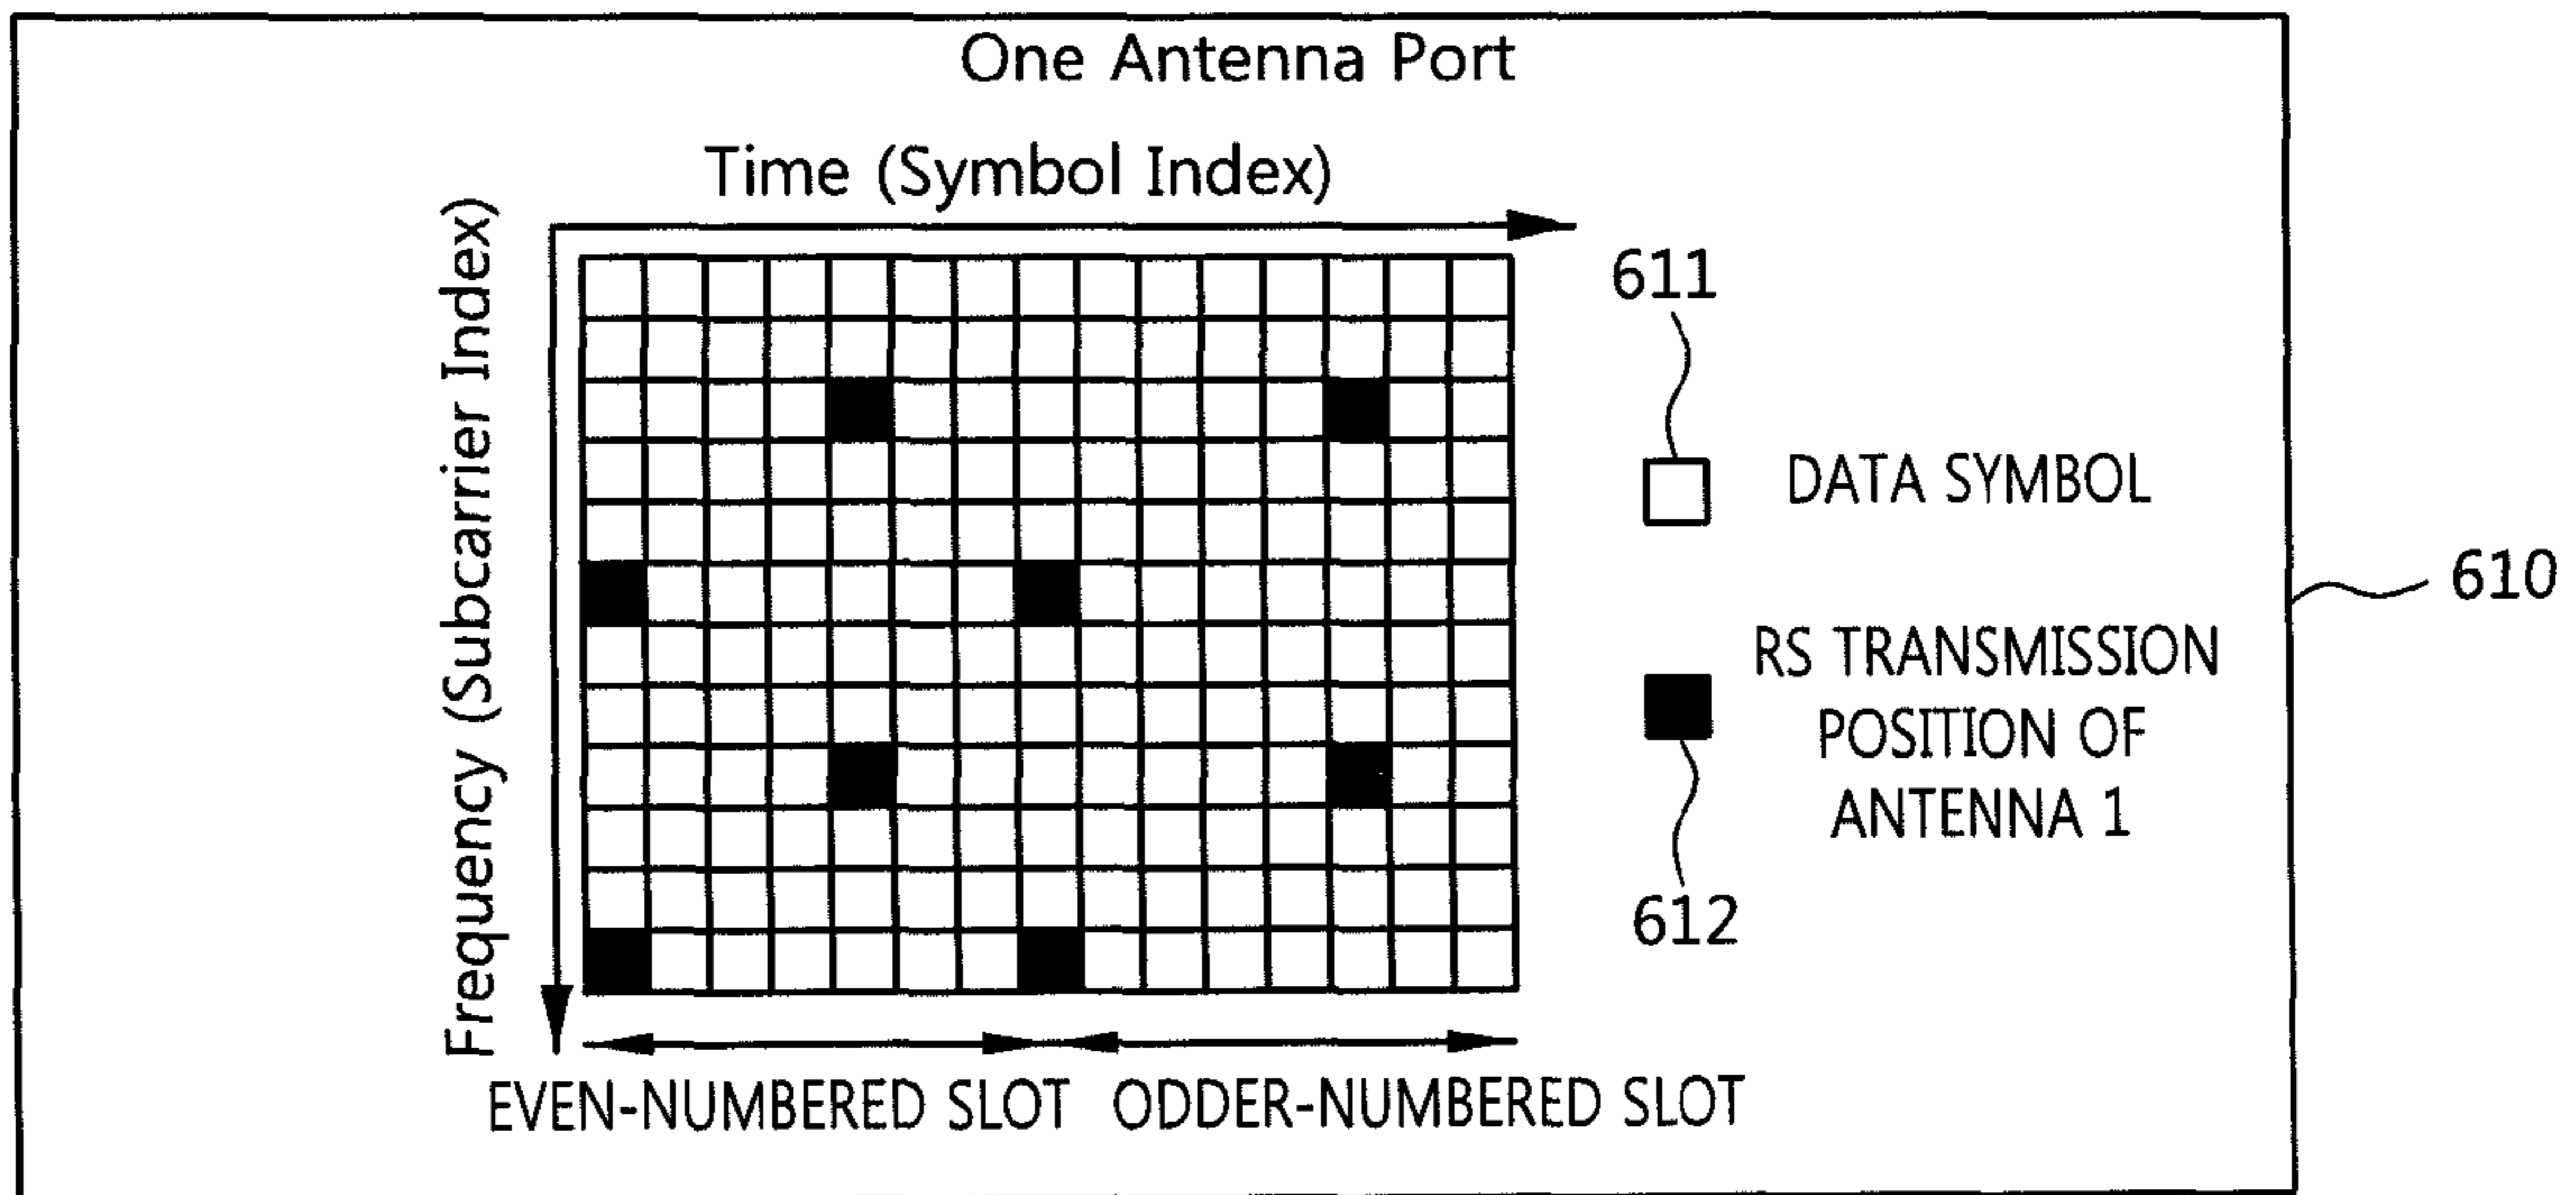 One Antenna Port
Time (Symbol Index)
Frequency (Subcarrier Index)
611
DATA SYMBOL
610
RS TRANSMISSION
POSITION OF
ANTENNA 1
612
EVEN-NUMBERED SLOT
ODDER-NUMBERED SLOT